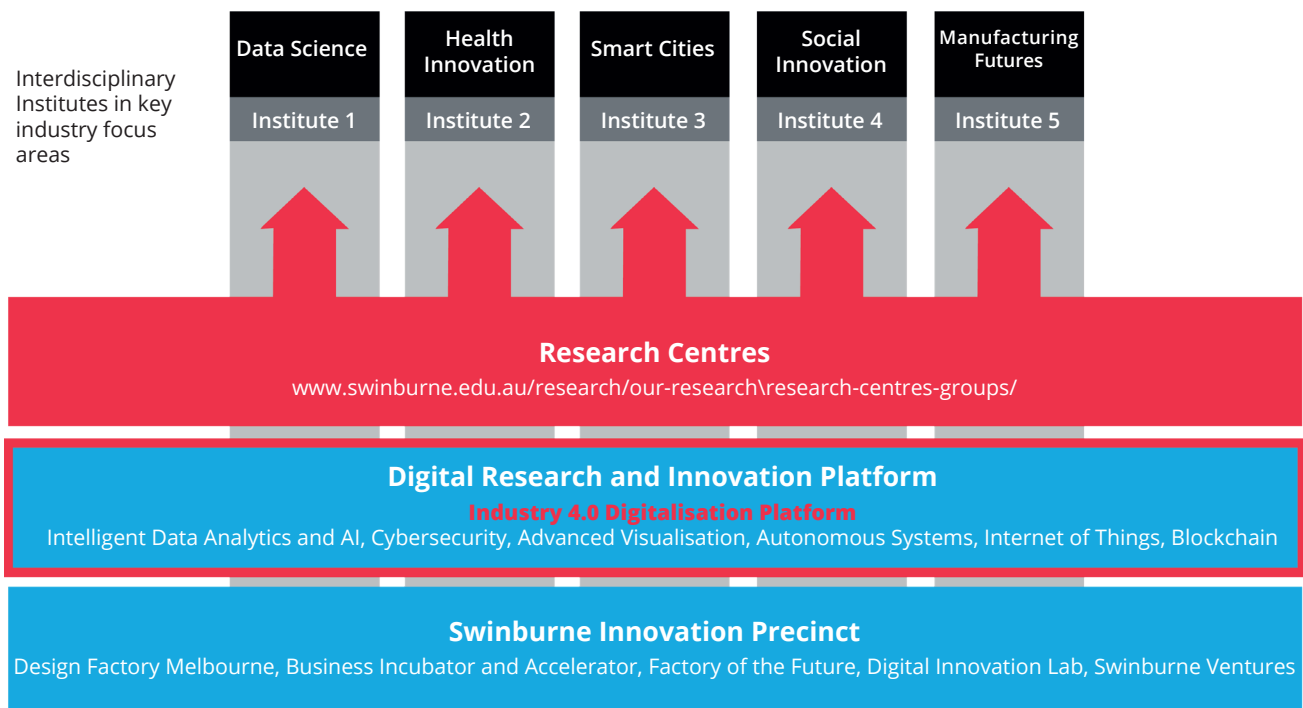 Interdisciplinary
Institutes in key
industry focus
areas
Data Science
Institute 1
Health
Innovation
Institute 2
Smart Cities
Institute 3
Social
Innovation
Institute 4
Manufacturing
Futures
Institute 5
Research Centres
www.swinburne.edu.au/research/our-research\research-centres-groups/
Digital Research and Innovation Platform
Industry 4.0 Digitalisation Platform
Intelligent Data Analytics and AI, Cybersecurity, Advanced Visualisation, Autonomous Systems, Internet of Things, Blockchain
Swinburne Innovation Precinct
Design Factory Melbourne, Business Incubator and Accelerator, Factory of the Future, Digital Innovation Lab, Swinburne Ventures